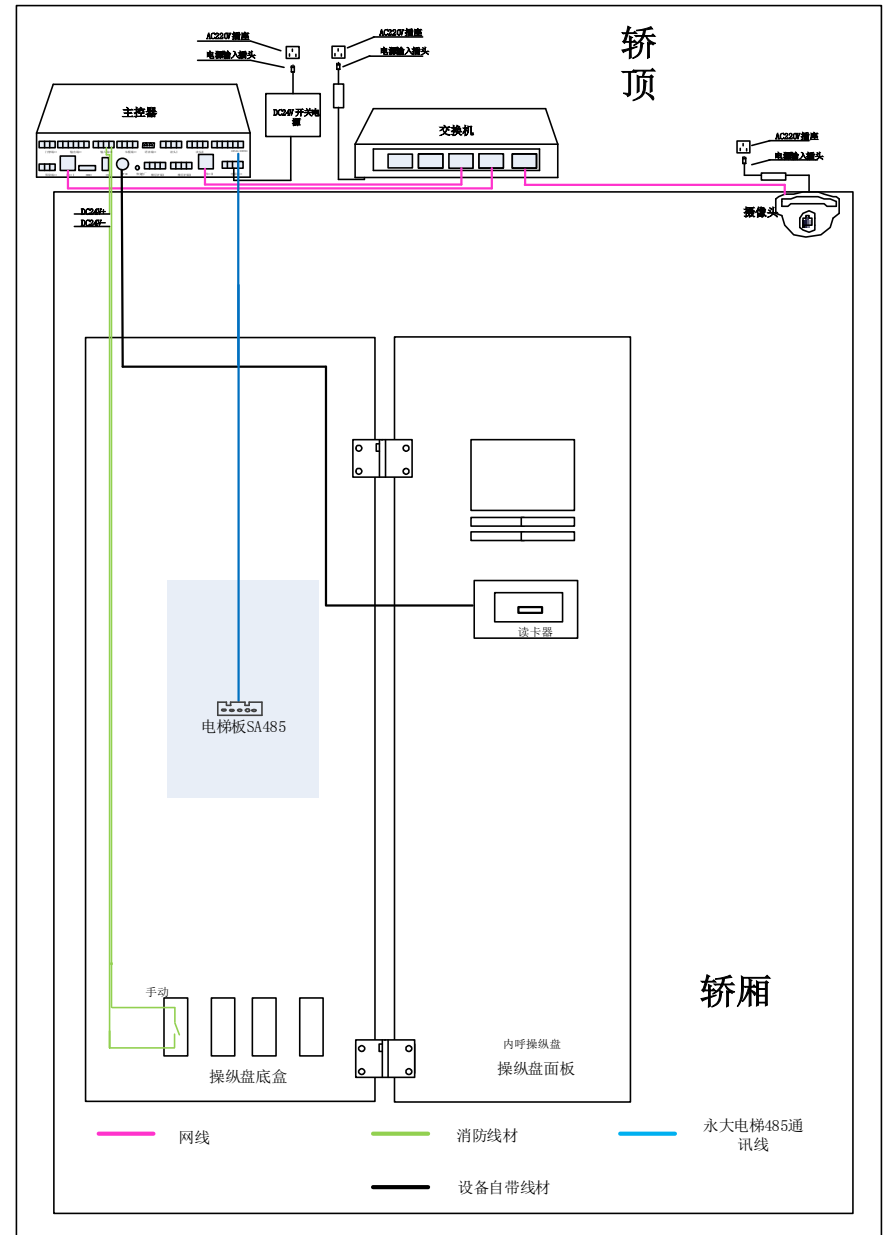 轿
顶
AC220V插座
电源输入插头
AC220V插座
电源输入插头
主控器
DC24V开关电
源
交换机
AC220V插座
电源输入插头
摄像头
DC24V+
DC24V-
读卡器
电梯板SA485
轿厢
手动
操纵盘底盒
内呼操纵盘
操纵盘面板
网线
消防线材
永大电梯485通
讯线
设备自带线材